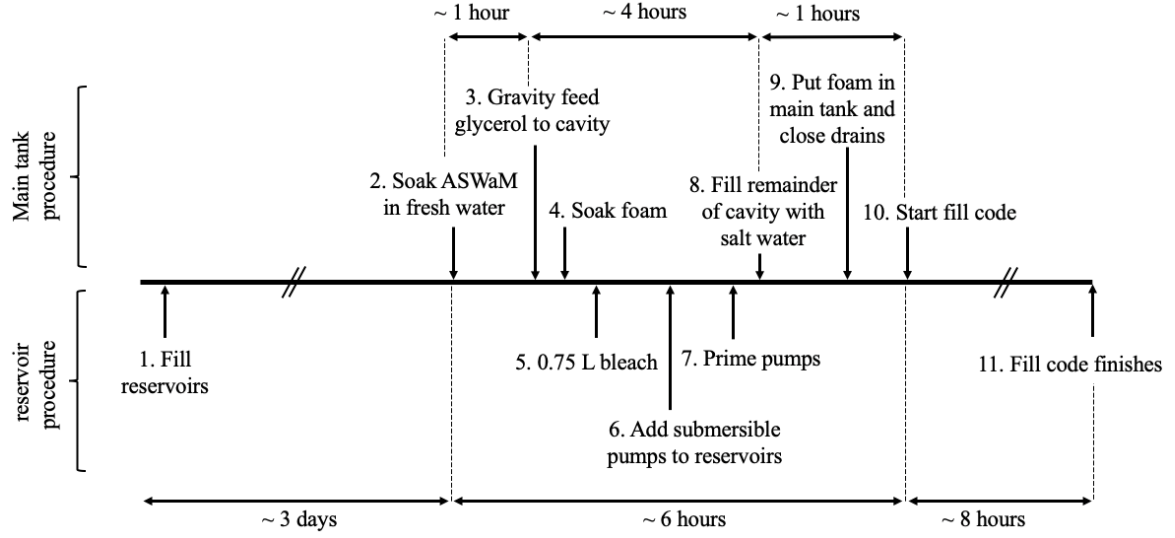 ~ 1 hour
~ 4 hours
~ 1 hours
Main tank
procedure
3. Gravity feed
glycerol to cavity
9. Put foam in
main tank and
close drains
2. Soak ASWaM
in fresh water
4. Soak foam
8. Fill remainder
of cavity with
salt water
10. Start fill code
reservoir
procedure
1. Fill
reservoirs
5. 0.75 L bleach
7. Prime pumps
11. Fill code finishes
6. Add submersible
pumps to reservoirs
~ 3 days
~ 6 hours
~ 8 hours